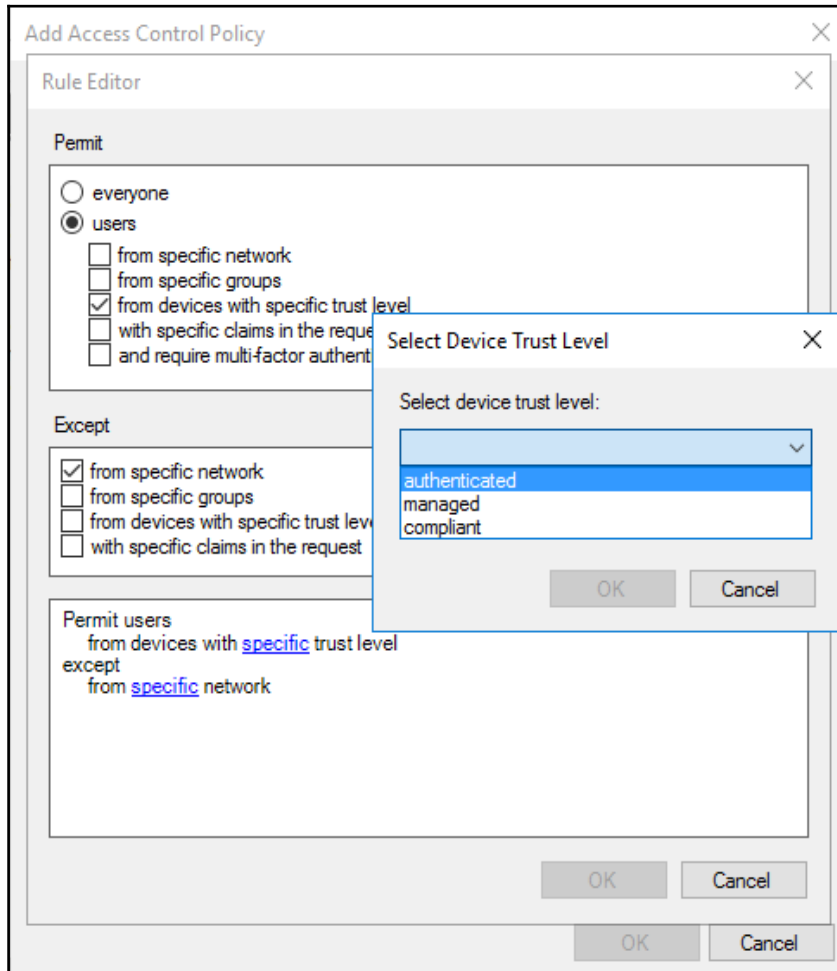 Add Access Control Policy
Rule Editor
Permit
everyone
users
from specific network
from specific groups
from devices with specific trust level
with specific claims in the reque
and require multi-factor authenti
Select Device Trust Level
Select device trust level:
authenticated
managed
compliant
OK Cancel
Except
from specific network
from specific groups
from devices with specific trust leve
with specific claims in the request
Permit users
from devices with specific trust level
except
from specific network
OK Cancel
OK Cancel